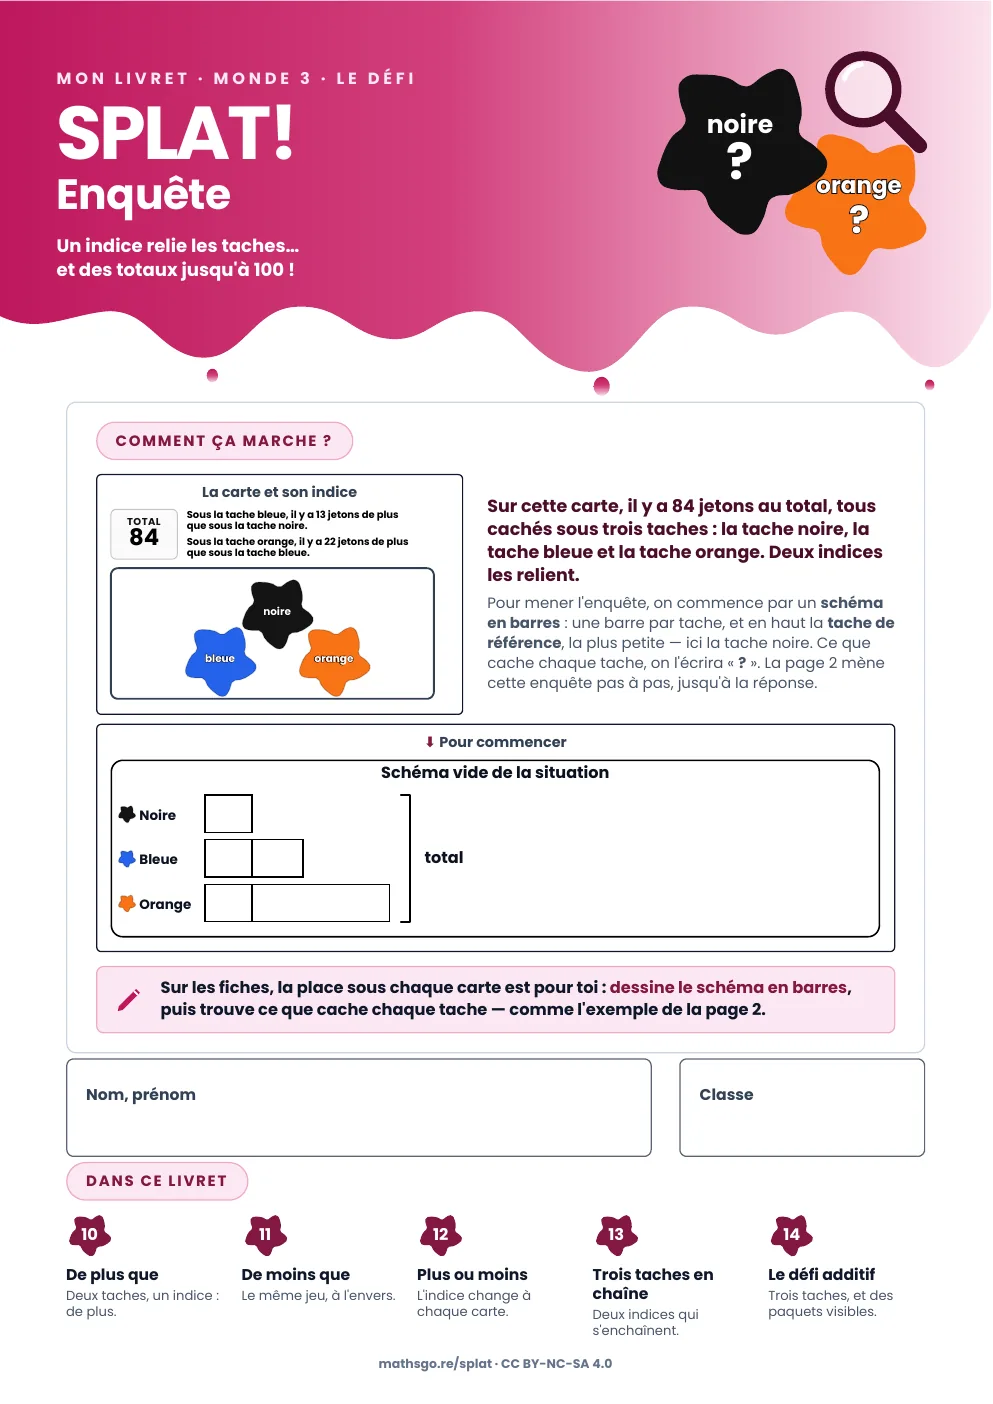 MON LIVRET · MONDE 3 · LE DÉFI
SPLAT!
Enquête
Un indice relie les taches...
et des totaux jusqu'à 100 !
noire
?
orange
?
COMMENT ÇA MARCHE ?
La carte et son indice
TOTAL
84
Sous la tache bleue, il y a 13 jetons de plus
que sous la tache noire.
Sous la tache orange, il y a 22 jetons de plus
que sous la tache bleue.
noire
bleue
orange
Sur cette carte, il y a 84 jetons au total, tous
cachés sous trois taches : la tache noire, la
tache bleue et la tache orange. Deux indices
les relient.
Pour mener l'enquête, on commence par un schéma
en barres : une barre par tache, et en haut la tache de
référence, la plus petite — ici la tache noire. Ce que
cache chaque tache, on l'écrira « ? ». La page 2 mène
cette enquête pas à pas, jusqu'à la réponse.
⬇ Pour commencer
Schéma vide de la situation
Noire
Bleue
Orange
total
Sur les fiches, la place sous chaque carte est pour toi : dessine le schéma en barres,
puis trouve ce que cache chaque tache — comme l'exemple de la page 2.
Nom, prénom
Classe
DANS CE LIVRET
10
De plus que
Deux taches, un indice :
de plus.
11
De moins que
Le même jeu, à l'envers.
12
Plus ou moins
L'indice change à
chaque carte.
13
Trois taches en
chaîne
Deux indices qui
s'enchaînent.
14
Le défi additif
Trois taches, et des
paquets visibles.
mathsgo.re/splat · CC BY-NC-SA 4.0